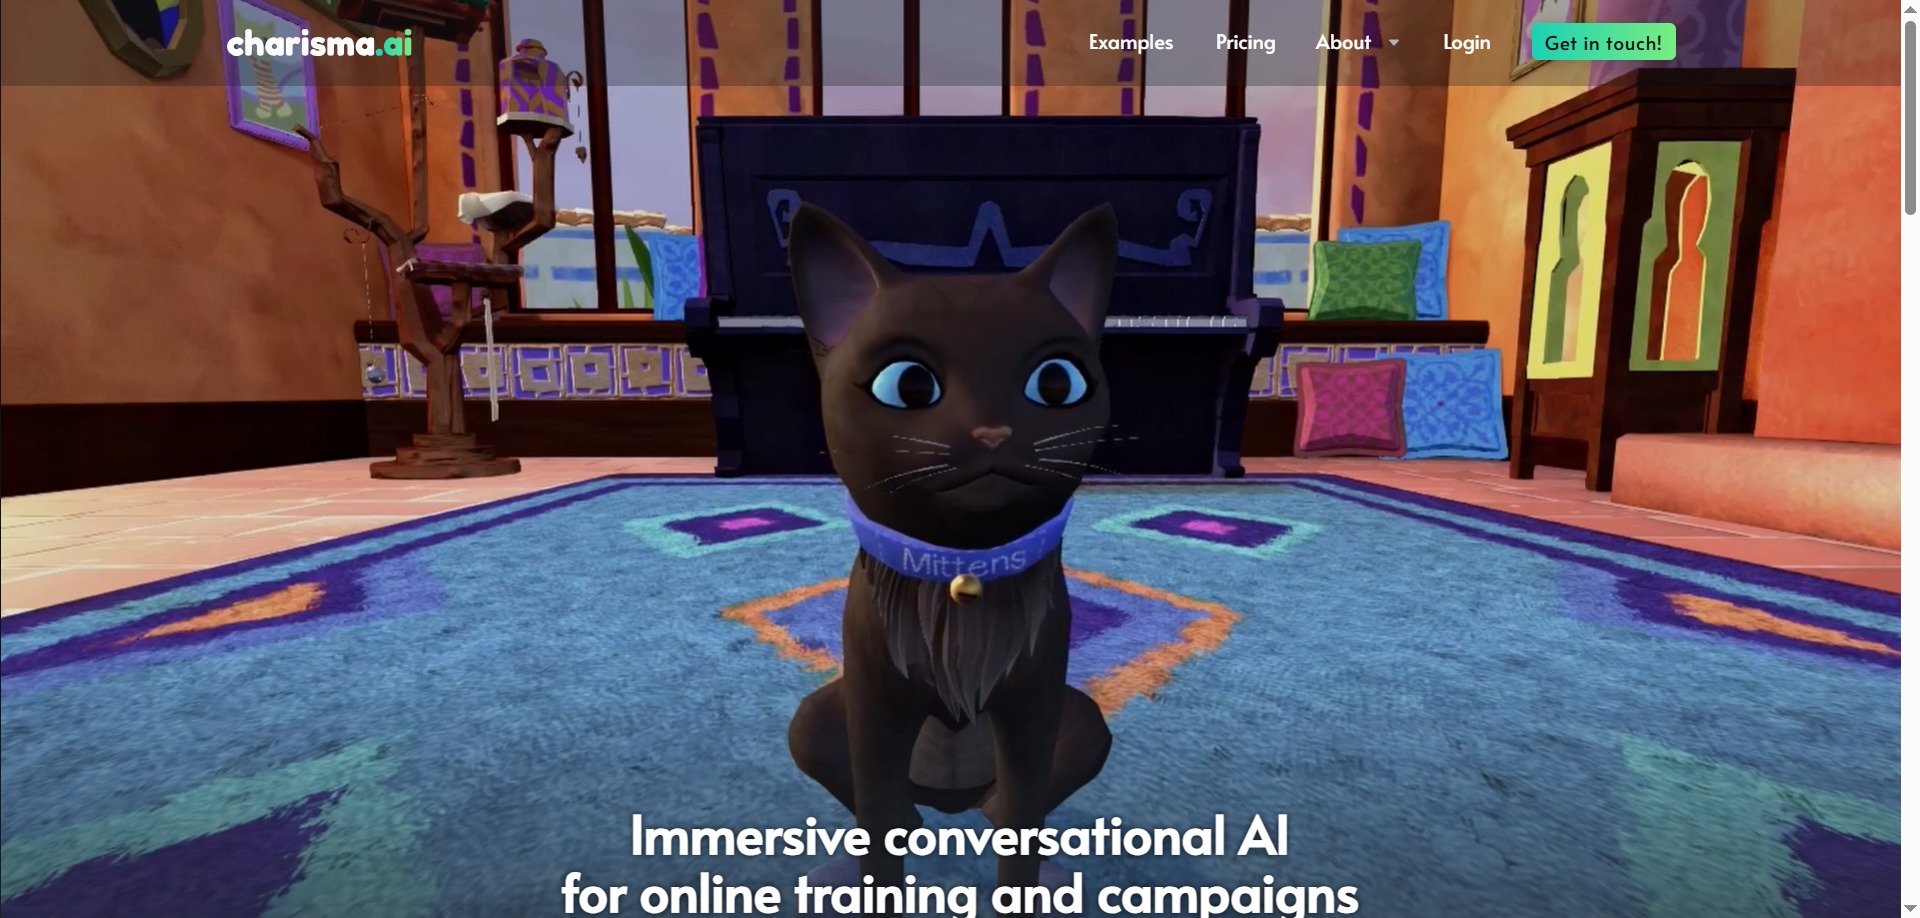 charisma.ai
Examples
Pricing
About
Login
Get in touch!
Mittens
Immersive conversational AI
for online training and campaigns